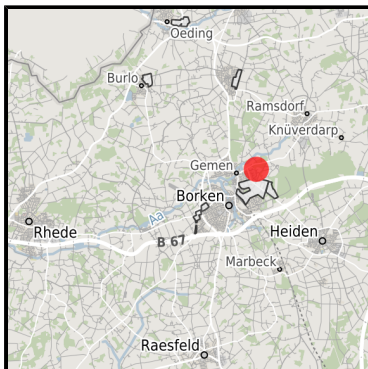 Oeding
Burlo
Ramsdorf
Knüverdarp
Gemen
Borken
Aa
Rhede
B 67
Heiden
Marbeck
Raesfeld